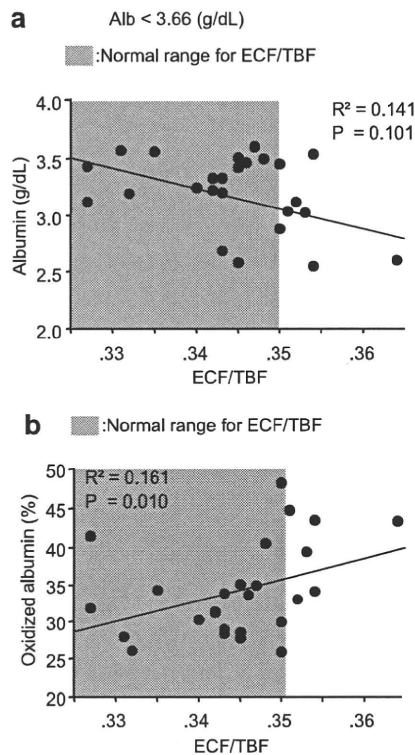 a
Alb < 3.66 (g/dL)
:Normal range for ECF/TBF
R² = 0.141
P = 0.101
4.0
3.5
3.0
2.5
2.0
Albumin (g/dL)
.33 .34 .35 .36
ECF/TBF
b
:Normal range for ECF/TBF
R² = 0.161
P = 0.010
50
45
40
35
30
25
20
Oxidized albumin (%)
.33 .34 .35 .36
ECF/TBF